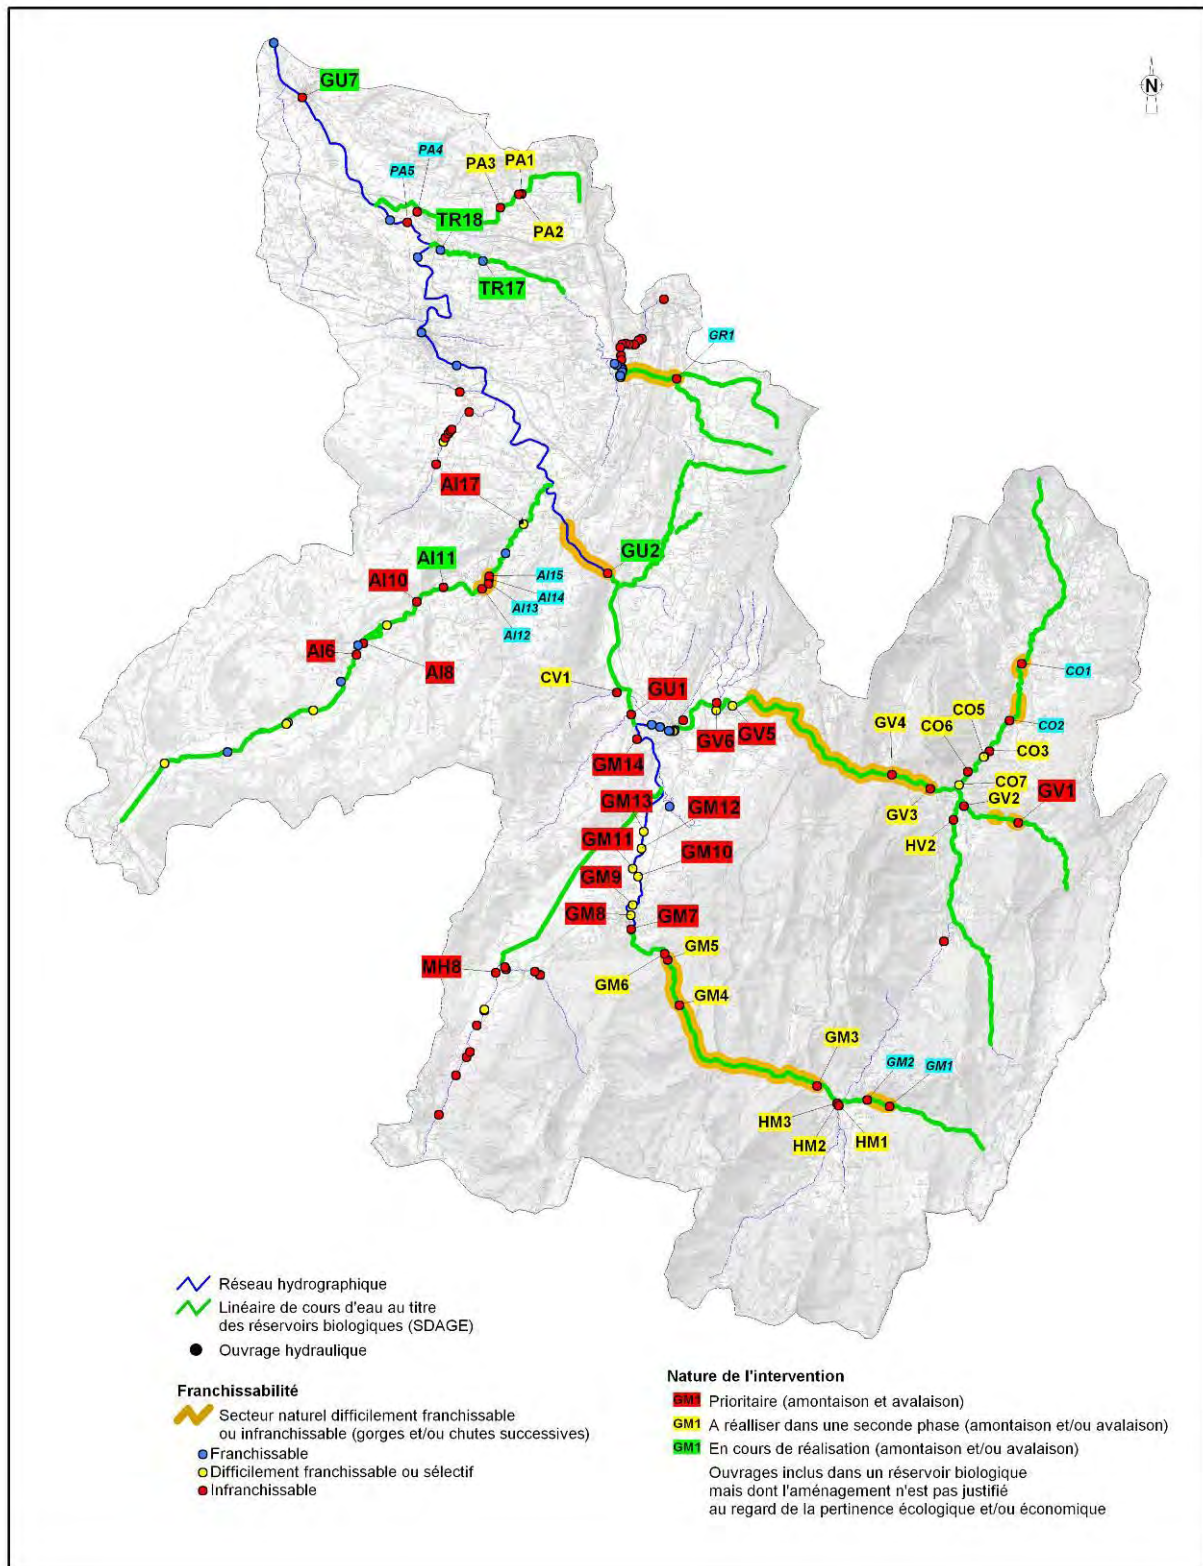 N
GU7
PA4
PA5
PA3
PA1
TR18
PA2
TR17
GR1
AI17
GU2
AI11
AI15
AI10
AI14
AI13
AI12
AI6
AI8
CV1
GU1
CO1
GV4
CO6
CO5
CO2
GV6
GV5
CO3
GM14
CO7
GM13
GM12
GV3
GV2
GV1
GM11
HV2
GM10
GM9
GM8
GM7
MH8
GM5
GM6
GM4
GM3
GM2
GM1
HM3
HM2
HM1
Réseau hydrographique
Linéaire de cours d'eau au titre
des réservoirs biologiques (SDAGE)
Ouvrage hydraulique
Franchissabilité
Secteur naturel difficilement franchissable
ou infranchissable (gorges et/ou chutes successives)
Franchissable
Difficilement franchissable ou sélectif
Infranchissable
Nature de l'intervention
GM1 Prioritaire (amontaison et avalaison)
GM1 A réalliser dans une seconde phase (amontaison et/ou avalaison)
GM1 En cours de réalisation (amontaison et/ou avalaison)
Ouvrages inclus dans un réservoir biologique
mais dont l'aménagement n'est pas justifié
au regard de la pertinence écologique et/ou économique